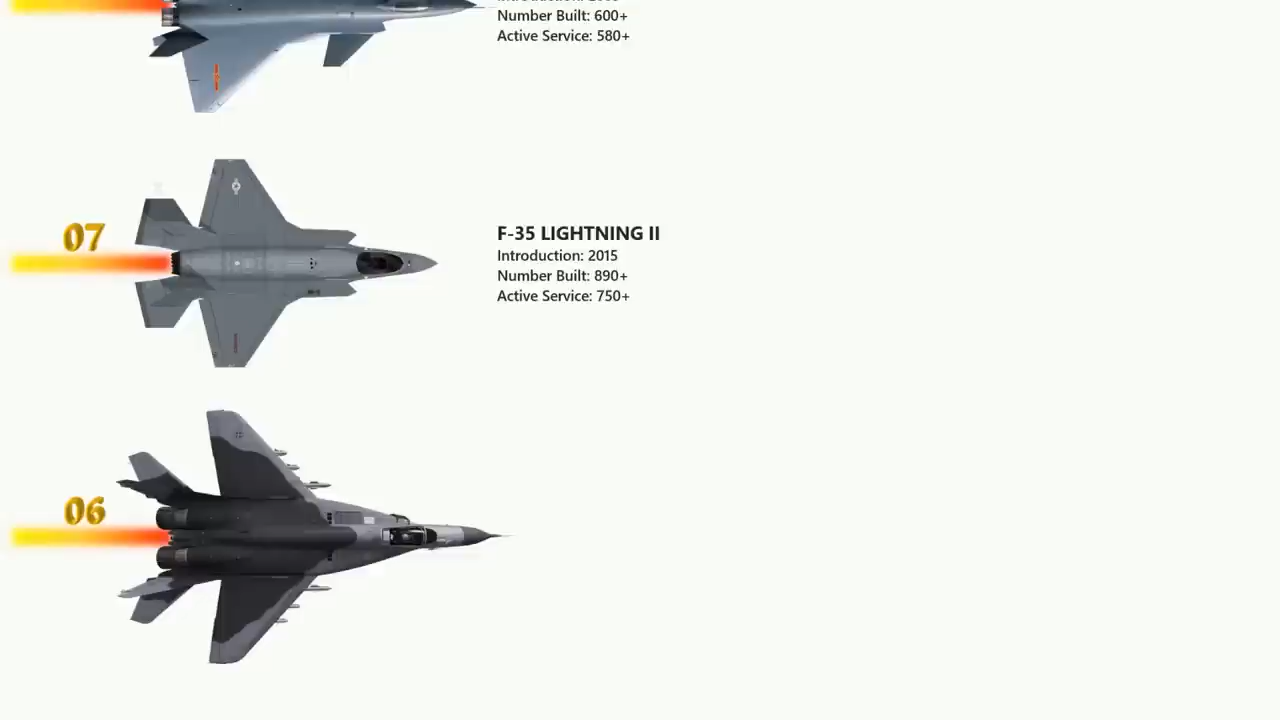 Number Built: 600+
Active Service: 580+
07
F-35 LIGHTNING II
Introduction: 2015
Number Built: 890+
Active Service: 750+
06